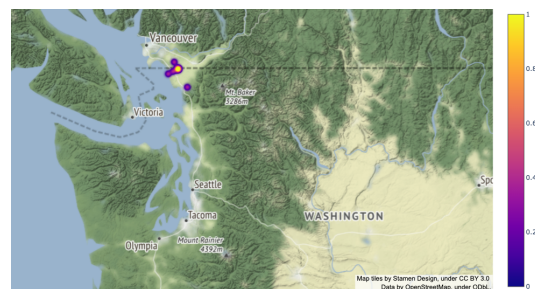 Vancouver
1
Mt. Baker
3286m
Victoria
0.8
0.6
Seattle
0.4
Spo
Tacoma
WASHINGTON
Olympia
Mount Rainier
4392m
0.2
Map tiles by Stamen Design, under CC BY 3.0
Data by OpenStreetMap, under ODbL.
0